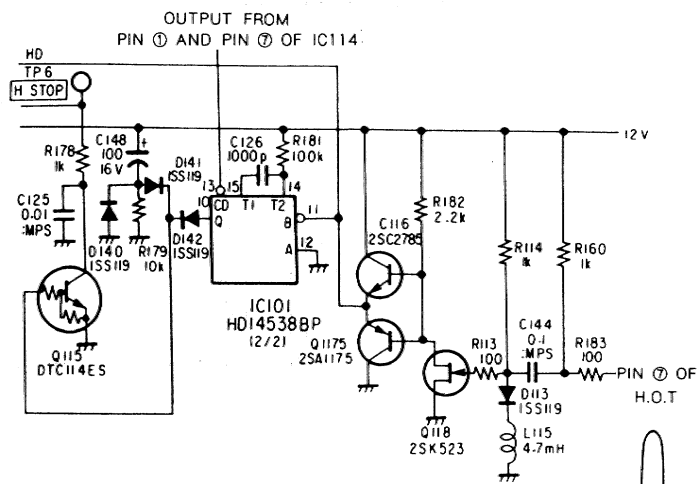 OUTPUT FROM
PIN ① AND PIN ⑦ OF IC114
HD
TP6
H STOP
12V
R178
1k
C148
100
16V
+
D141
1SS119
C126
1000p
R181
100k
C125
0.01
:MPS
D140
1SS119
R179
10k
D142
1SS119
13
15
14
10
CD
T1
T2
Q
B
A
11
12
IC101
HD14538BP
(2/2)
C116
2SC2785
R182
2.2k
R114
1k
R160
1k
Q115
DTC114ES
Q1175
2SA1175
R113
100
C144
0.1
:MPS
R183
100
PIN ⑦ OF
H.O.T
D113
1SS119
Q118
2SK523
L115
4.7mH